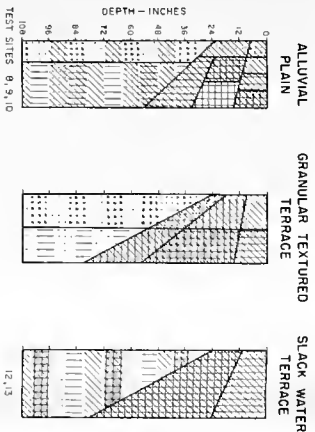 ALLUVIAL
PLAIN
GRANULAR TEXTURED
TERRACE
SLACK WATER
TERRACE
DEPTH – INCHES
0
12
24
36
48
60
72
84
96
108
TEST SITES 8,9,10
12,13